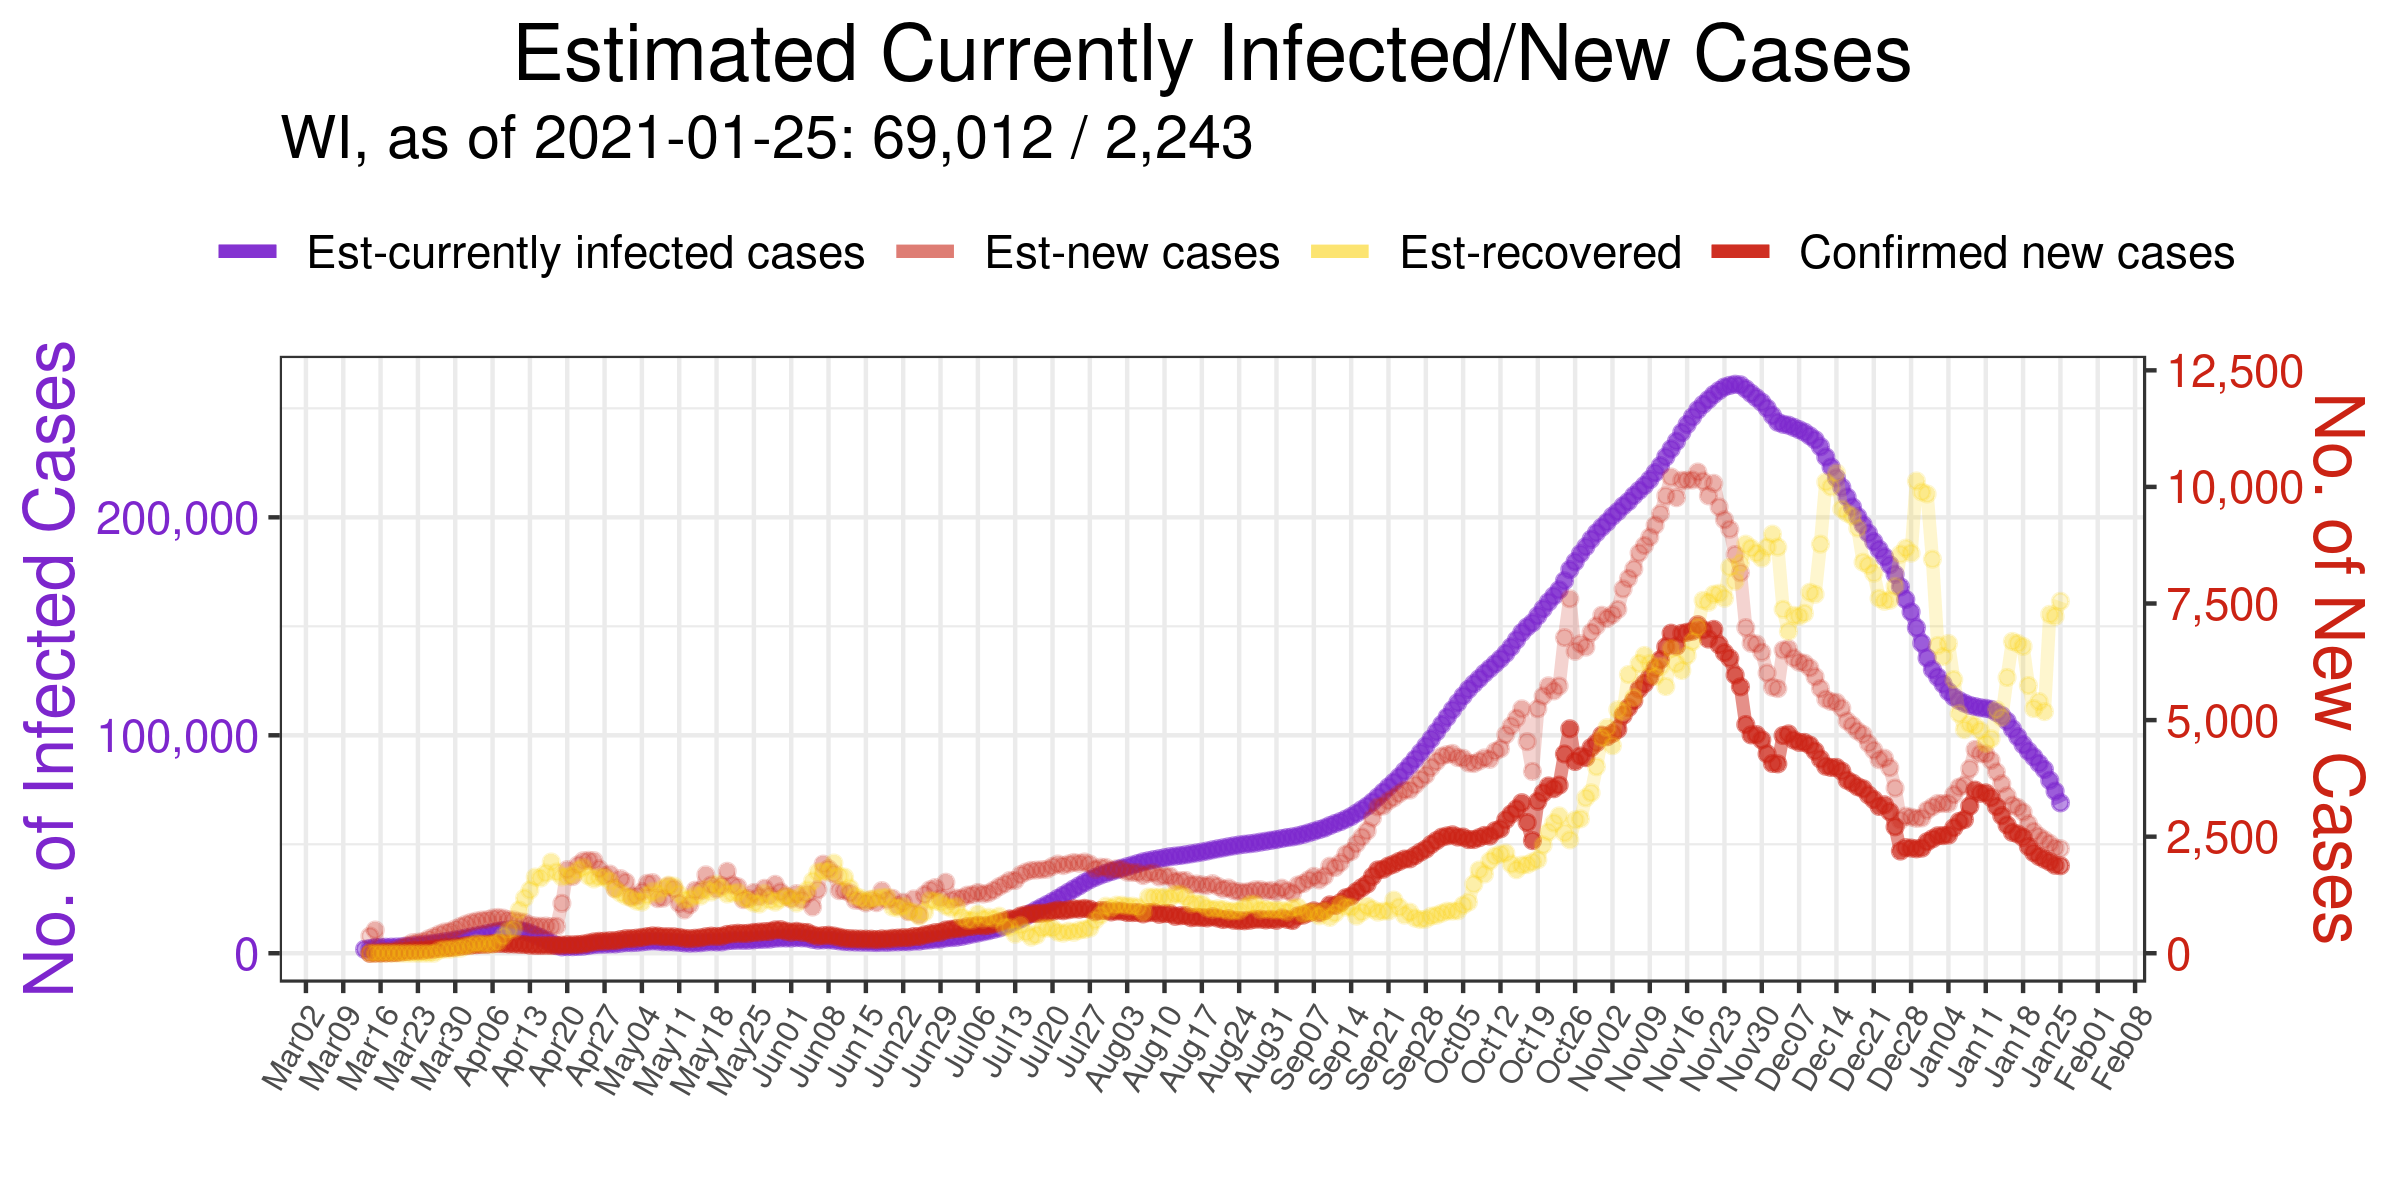 Estimated Currently Infected/New Cases
WI, as of 2021-01-25: 69,012 / 2,243
Est-currently infected cases Est-new cases Est-recovered Confirmed new cases
No. of Infected Cases
200,000
100,000
0
12,500
10,000
7,500
5,000
2,500
0
No. of New Cases
Mar02 Mar09 Mar16 Mar23 Mar30 Apr06 Apr13 Apr20 Apr27 May04 May11 May18 May25 Jun01 Jun08 Jun15 Jun22 Jun29 Jul06 Jul13 Jul20 Jul27 Aug03 Aug10 Aug17 Aug24 Aug31 Sep07 Sep14 Sep21 Sep28 Oct05 Oct12 Oct19 Oct26 Nov02 Nov09 Nov16 Nov23 Nov30 Dec07 Dec14 Dec21 Dec28 Jan04 Jan11 Jan18 Jan25 Feb01 Feb08